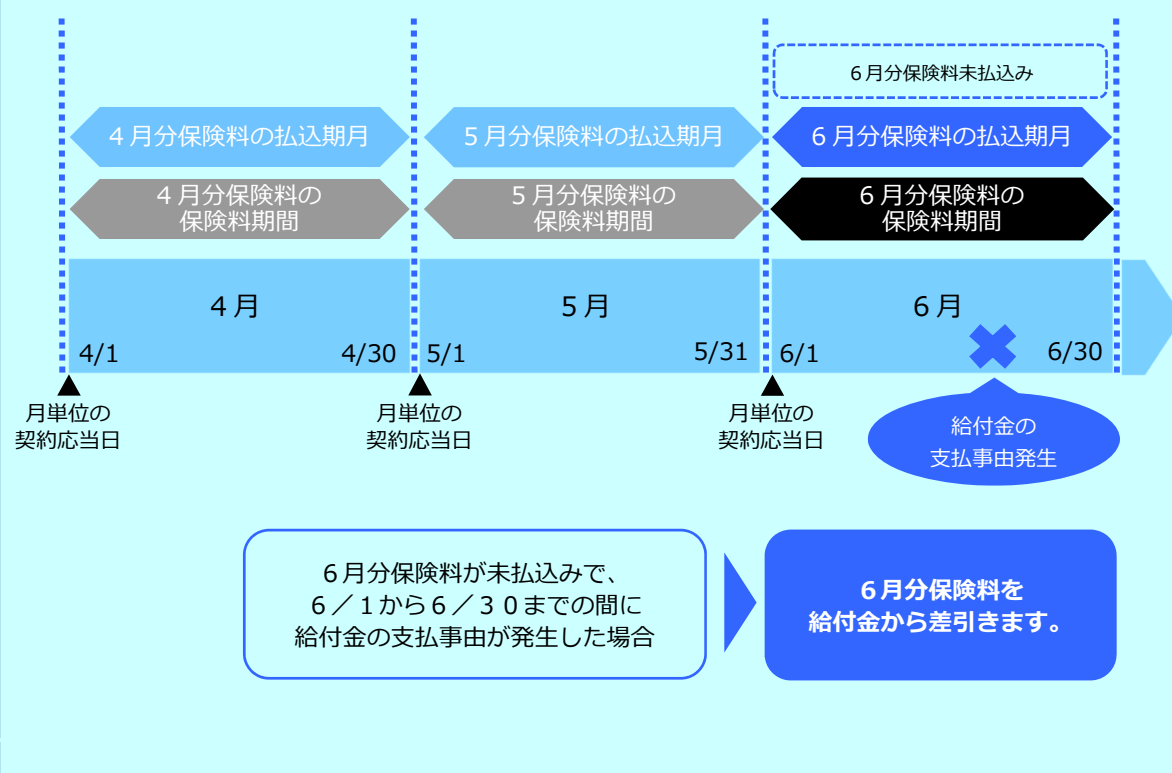 ６月分保険料未払込み
４月分保険料の払込期月
５月分保険料の払込期月
６月分保険料の払込期月
４月分保険料の
保険料期間
５月分保険料の
保険料期間
６月分保険料の
保険料期間
４月
５月
６月
4/1
4/30
5/1
5/31
6/1
6/30
月単位の
契約応当日
月単位の
契約応当日
月単位の
契約応当日
給付金の
支払事由発生
６月分保険料が未払込みで、
６／１から６／３０までの間に
給付金の支払事由が発生した場合
６月分保険料を
給付金から差引きます。